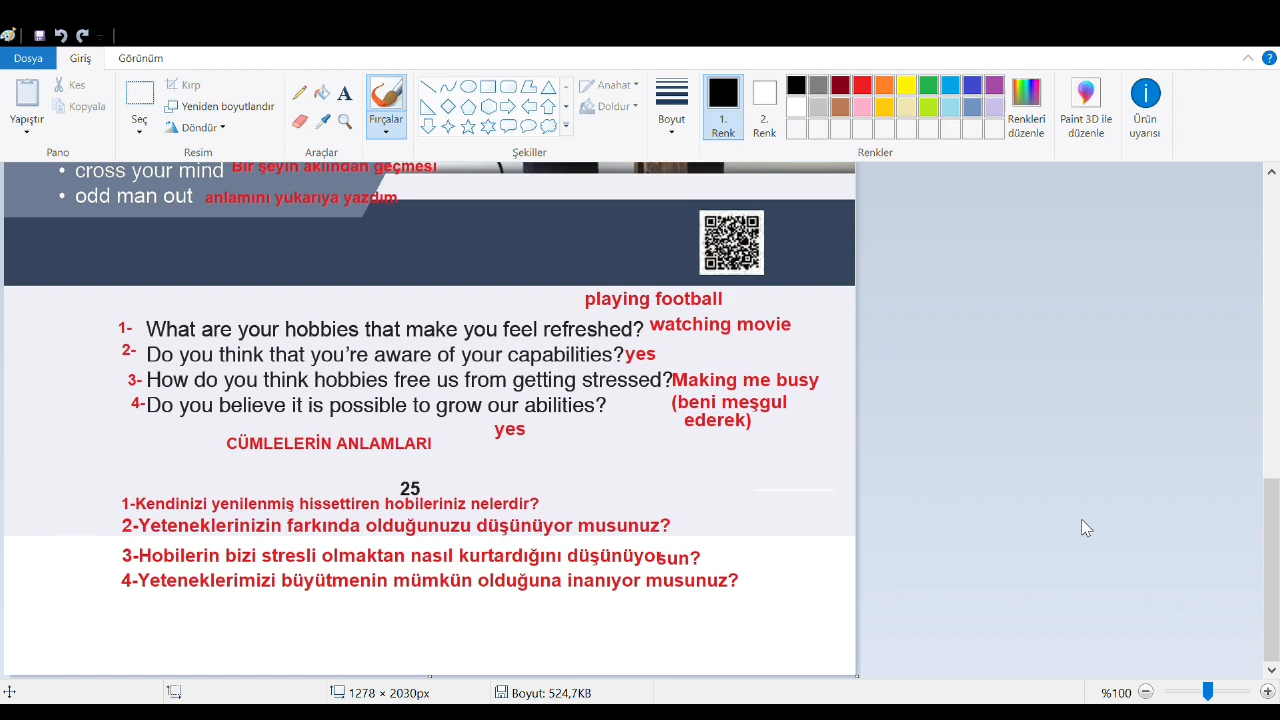 Dosya Giriş Görünüm
Yapıştır
Kes
Kopyala
Pano
Seç
Kırp
Yeniden boyutlandır
Döndür
Resim
A
Araçlar
Fırçalar
Anahat
Doldur
Şekiller
Boyut
1. Renk
2. Renk
Renkleri düzenle
Renkler
Paint 3D ile düzenle
Ürün uyarısı
• cross your mind Bir şeyin aklından geçmesi
• odd man out anlamını yukarıya yazdım
playing football
1- What are your hobbies that make you feel refreshed? watching movie
2- Do you think that you're aware of your capabilities? yes
3- How do you think hobbies free us from getting stressed? Making me busy
4- Do you believe it is possible to grow our abilities? (beni meşgul
ederek)
yes
CÜMLELERİN ANLAMLARI
25
1-Kendinizi yenilenmiş hissettiren hobileriniz nelerdir?
2-Yeteneklerinizin farkında olduğunuzu düşünüyor musunuz?
3-Hobilerin bizi stresli olmaktan nasıl kurtardığını düşünüyorsun?
4-Yeteneklerimizi büyütmenin mümkün olduğuna inanıyor musunuz?
1278 × 2030px Boyut: 524,7KB %100